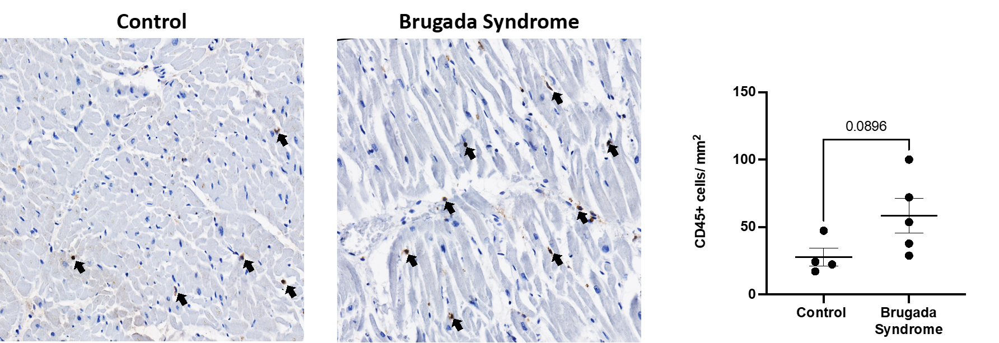 Control
Brugada Syndrome
CD45+ cells/ mm2
150
100
50
0
0.0896
Control
Brugada
Syndrome